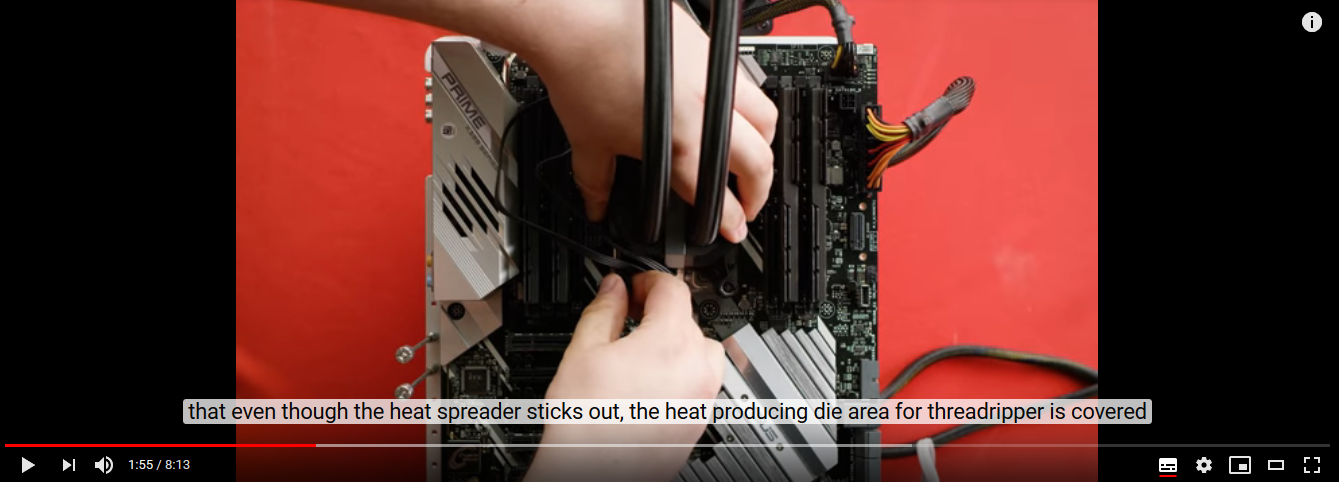 PRIME
that even though the heat spreader sticks out, the heat producing die area for threadripper is covered
1:55 / 8:13